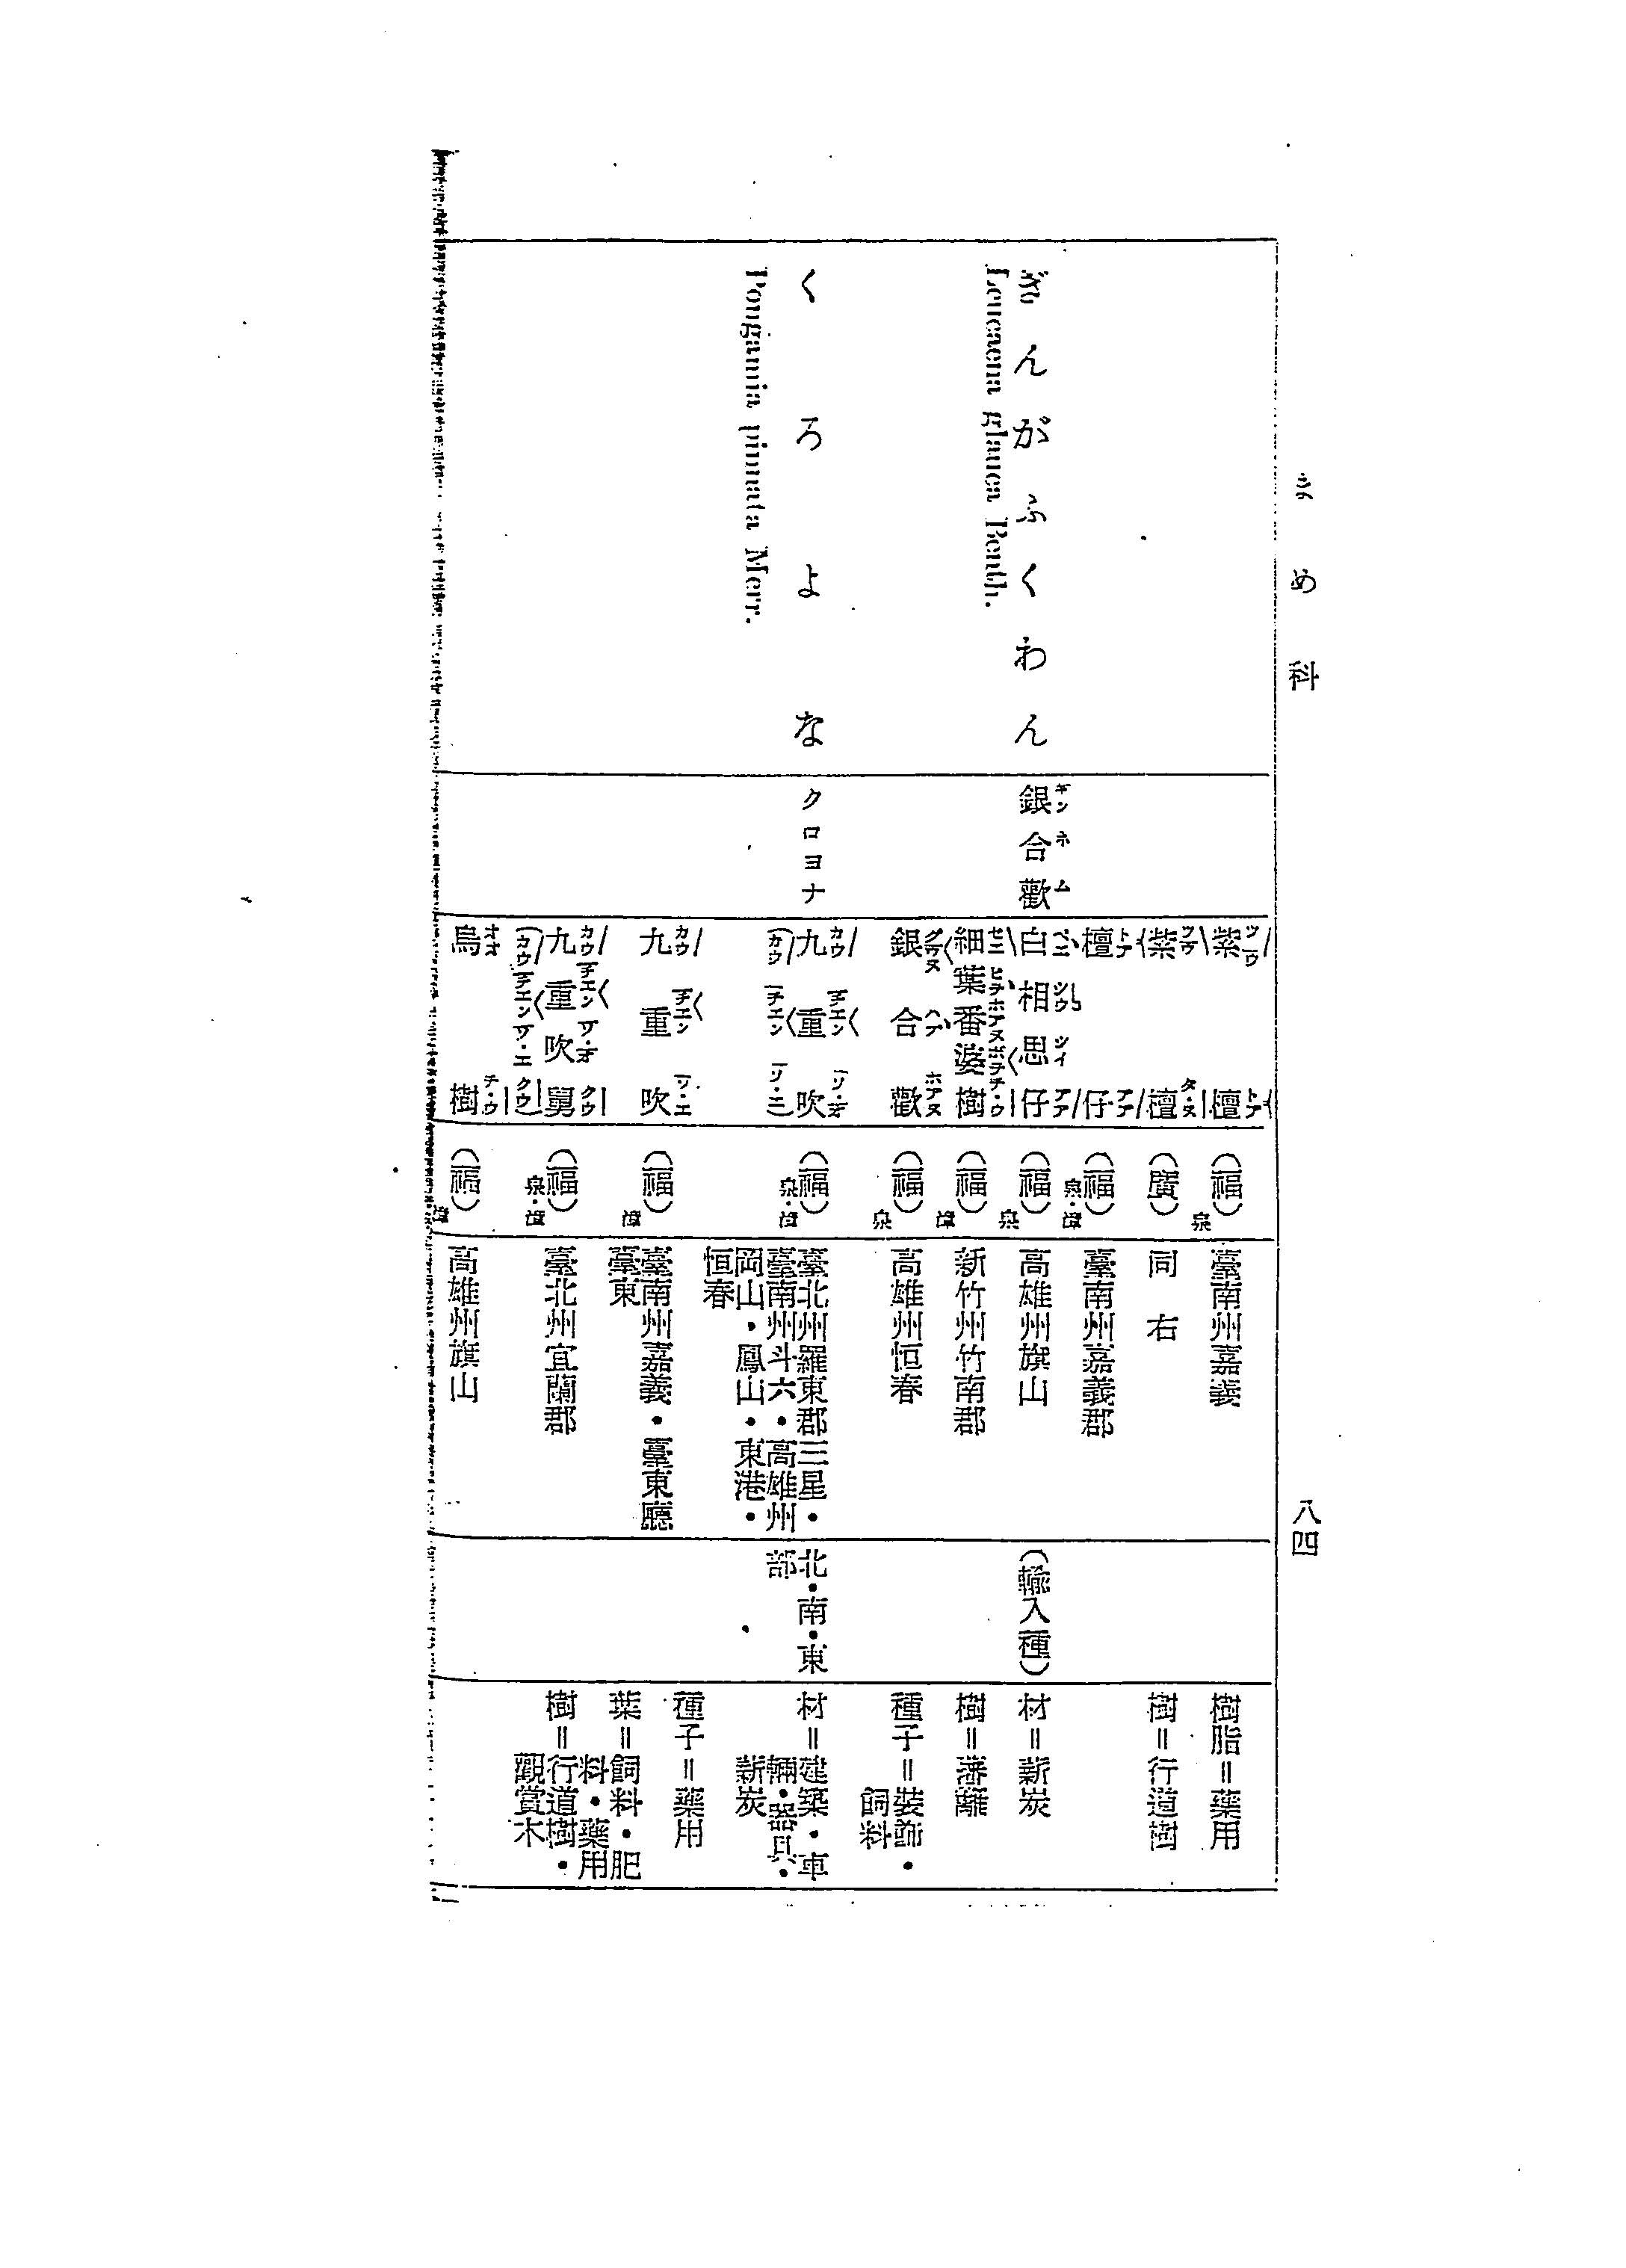 まめ科
八四
紫檀
(福)
泉
臺南州嘉義
樹脂=藥用
紫檀
(廣)
同右
樹=行道樹
檀仔
(福)
泉・漳
臺南州嘉義郡
ぎんがふくわん
Leucaena glauca Benth.
銀合歡
ギンネム
白相思仔
(福)
泉
高雄州旗山
(輸入種)
材=薪炭
細葉番婆樹
(福)
漳
新竹州竹南郡
樹=藩籬
銀合歡
(福)
泉
高雄州恒春
種子=裝飾・
飼料
くろよな
Pongamia pinnata Merr.
クロヨナ
九重吹
(福)
泉・漳
臺北州羅東郡三星・
臺南州斗六・高雄州
岡山・鳳山・東港・
恒春
北・南・東
部
材=建築・車
輛・器具・
薪炭
九重吹
(福)
漳
臺南州嘉義・臺東廳
臺東
種子=藥用
葉=飼料・肥
料・藥用
九重吹舅
(福)
泉・漳
臺北州宜蘭郡
樹=行道樹・
觀賞木
烏樹
(福)
漳
高雄州旗山